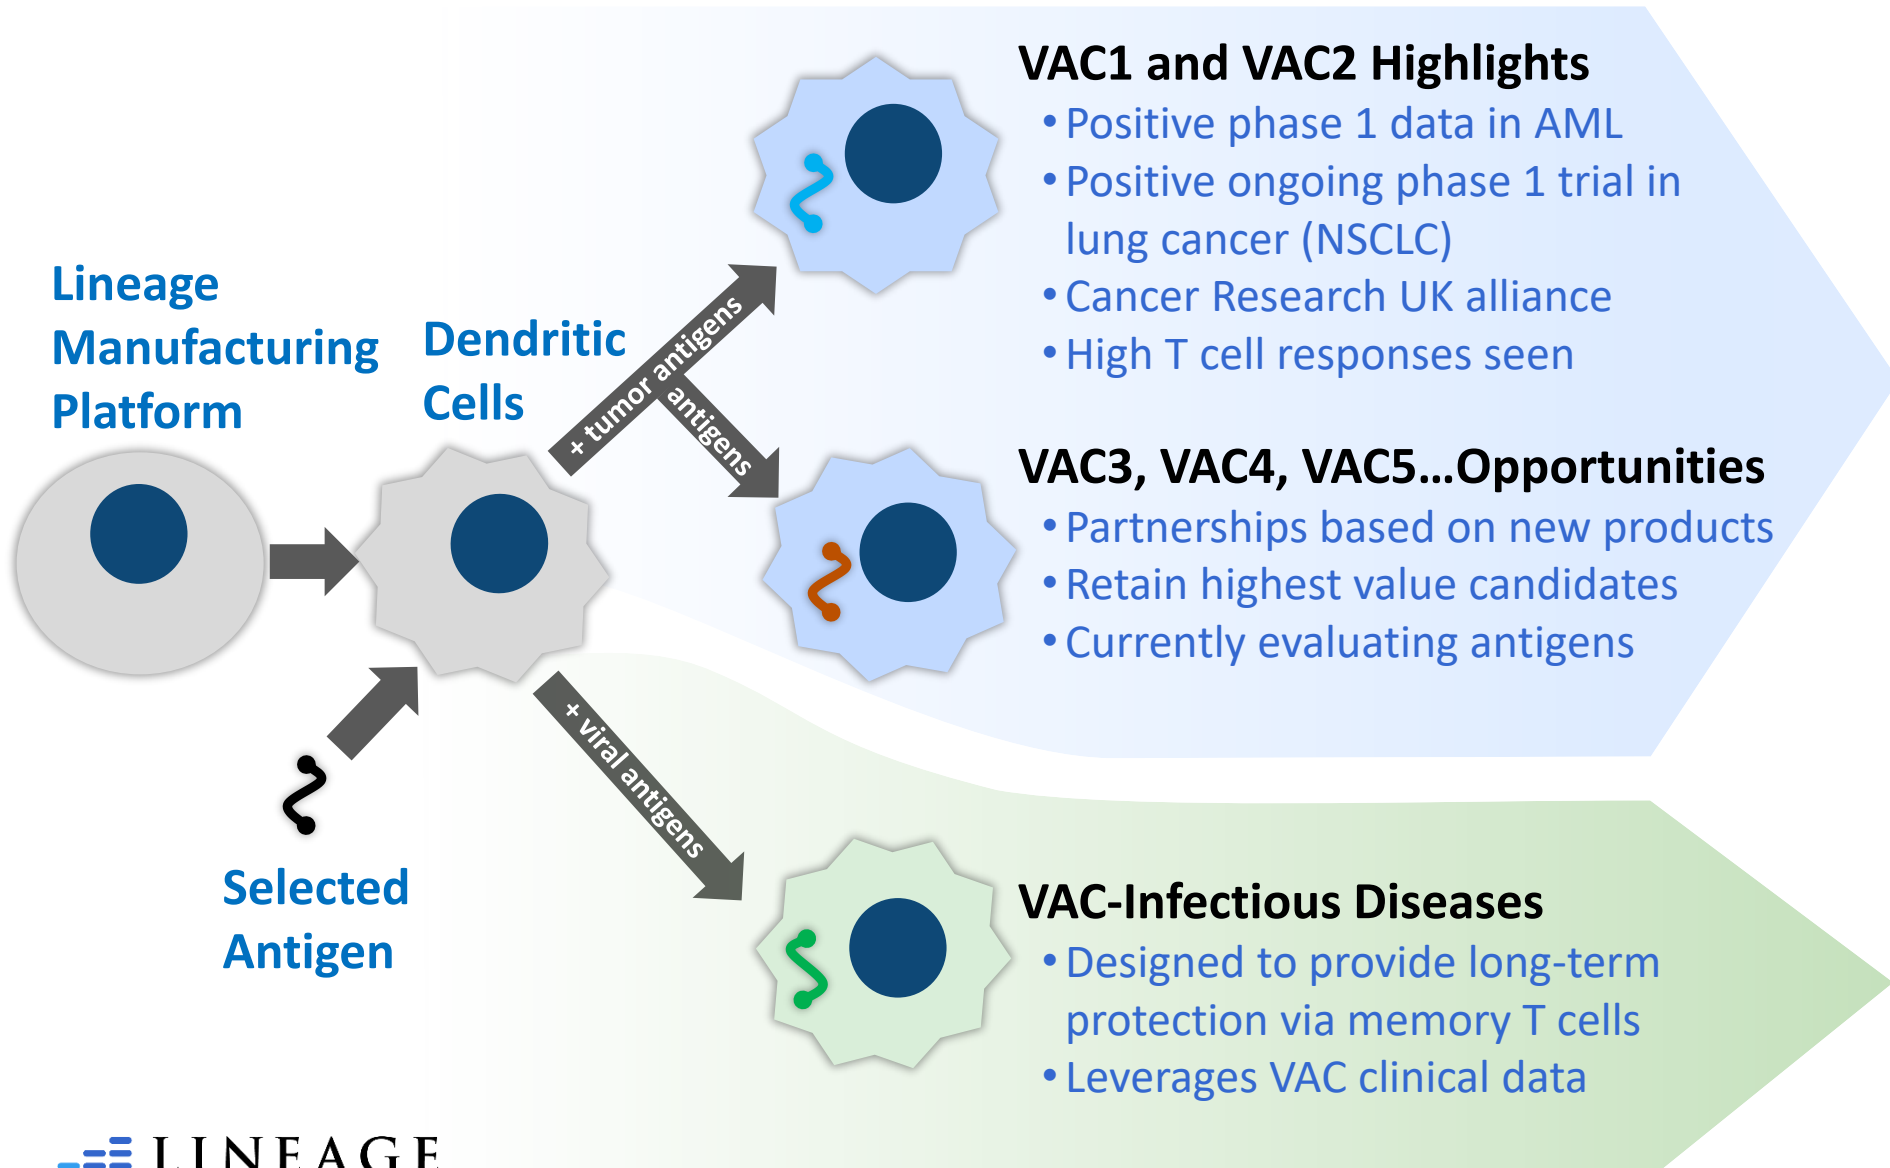 VAC1 and VAC2 Highlights
• Positive phase 1 data in AML
• Positive ongoing phase 1 trial in
lung cancer (NSCLC)
• Cancer Research UK alliance
• High T cell responses seen
Lineage
Manufacturing
Platform
Dendritic
Cells
+ tumor antigens
antigens
VAC3, VAC4, VAC5...Opportunities
• Partnerships based on new products
• Retain highest value candidates
• Currently evaluating antigens
+ viral antigens
Selected
Antigen
VAC-Infectious Diseases
• Designed to provide long-term
protection via memory T cells
• Leverages VAC clinical data
LINEAGE